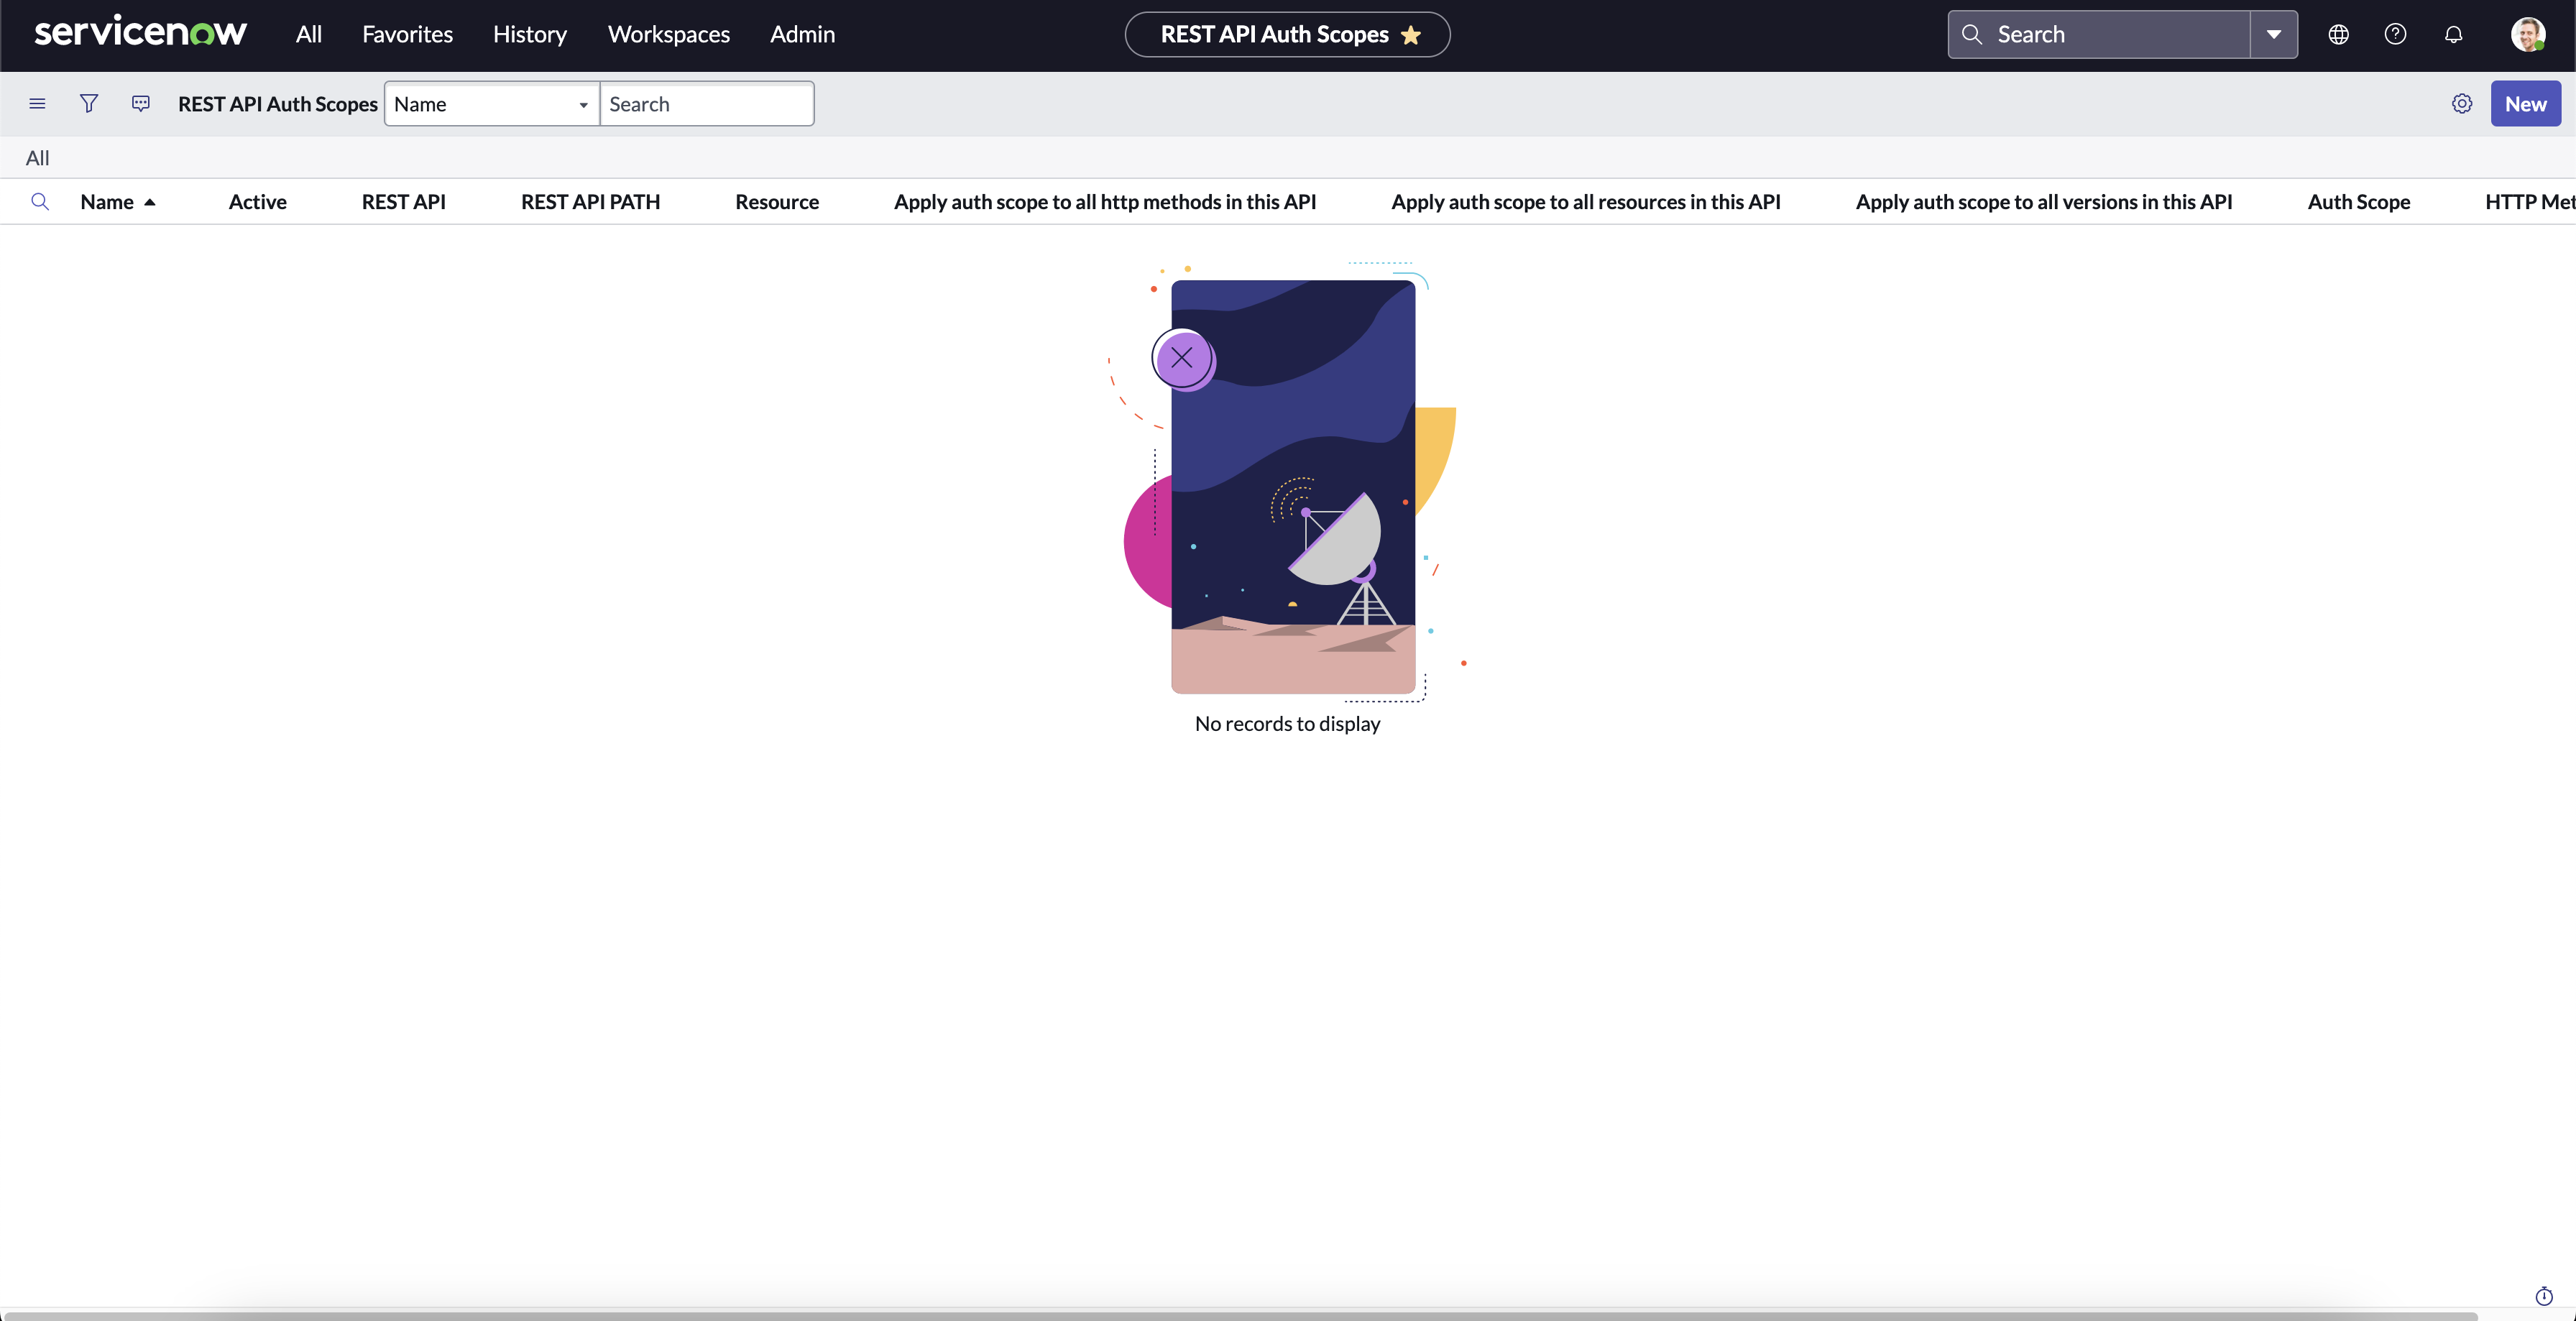 servicenow All Favorites History Workspaces Admin REST API Auth Scopes Search
REST API Auth Scopes Name Search New
All
Name Active REST API REST API PATH Resource Apply auth scope to all http methods in this API Apply auth scope to all resources in this API Apply auth scope to all versions in this API Auth Scope HTTP Met
No records to display